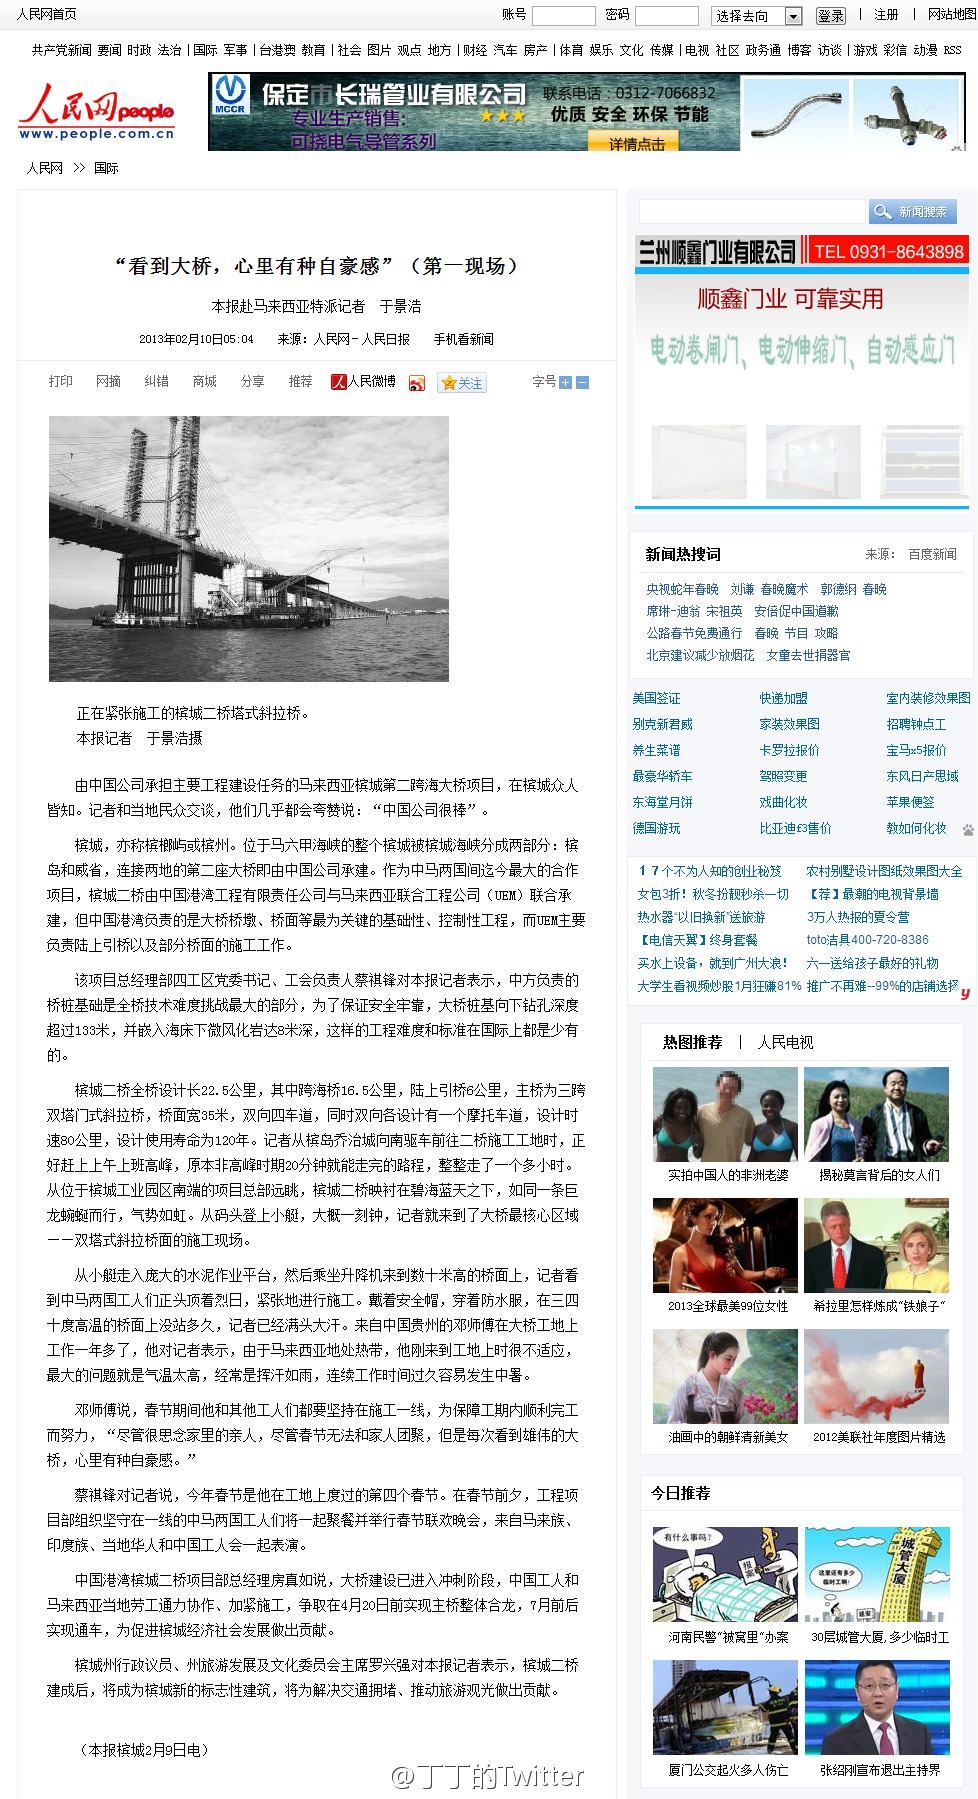 人民网首页
账号 密码 选择去向 登录 | 注册 | 网站地图
共产党新闻 要闻 时政 法治 | 国际 军事 | 台港澳 教育 | 社会 图片 观点 地方 | 财经 汽车 房产 | 体育 娱乐 文化 传媒 | 电视 社区 政务通 博客 访谈 | 游戏 彩信 动漫 RSS
人民网 people
www.people.com.cn
MCCR
保定市长瑞管业有限公司
专业生产销售：
可挠电气导管系列
联系电话：0312-7066832
优质 安全 环保 节能
详情点击
人民网 >> 国际
“看到大桥，心里有种自豪感”（第一现场）
本报赴马来西亚特派记者 于景浩
2013年02月10日05:04 来源：人民网－人民日报 手机看新闻
打印 网摘 纠错 商城 分享 推荐 人民微博 关注 字号
正在紧张施工的槟城二桥塔式斜拉桥。
本报记者 于景浩摄
由中国公司承担主要工程建设任务的马来西亚槟城第二跨海大桥项目，在槟城众人
皆知。记者和当地民众交谈，他们几乎都会夸赞说：“中国公司很棒”。
槟城，亦称槟榔屿或槟州。位于马六甲海峡的整个槟城被槟城海峡分成两部分：槟
岛和威省，连接两地的第二座大桥即由中国公司承建。作为中马两国间迄今最大的合作
项目，槟城二桥由中国港湾工程有限责任公司与马来西亚联合工程公司（UEM）联合承
建，但中国港湾负责的是大桥桥墩、桥面等最为关键的基础性、控制性工程，而UEM主要
负责陆上引桥以及部分桥面的施工工作。
该项目总经理部四工区党委书记、工会负责人蔡祺锋对本报记者表示，中方负责的
桥桩基础是全桥技术难度挑战最大的部分，为了保证安全牢靠，大桥桩基向下钻孔深度
超过133米，并嵌入海床下微风化岩达8米深，这样的工程难度和标准在国际上都是少有
的。
槟城二桥全桥设计长22.5公里，其中跨海桥16.5公里，陆上引桥6公里，主桥为三跨
双塔门式斜拉桥，桥面宽35米，双向四车道，同时双向各设计有一个摩托车道，设计时
速80公里，设计使用寿命为120年。记者从槟岛乔治城向南驱车前往二桥施工工地时，正
好赶上上午上班高峰，原本非高峰时期20分钟就能走完的路程，整整走了一个多小时。
从位于槟城工业园区南端的项目总部远眺，槟城二桥映衬在碧海蓝天之下，如同一条巨
龙蜿蜒而行，气势如虹。从码头登上小艇，大概一刻钟，记者就来到了大桥最核心区域
——双塔式斜拉桥面的施工现场。
从小艇走入庞大的水泥作业平台，然后乘坐升降机来到数十米高的桥面上，记者看
到中马两国工人们正头顶着烈日，紧张地进行施工。戴着安全帽，穿着防水服，在三四
十度高温的桥面上没站多久，记者已经满头大汗。来自中国贵州的邓师傅在大桥工地上
工作一年多了，他对记者表示，由于马来西亚地处热带，他刚来到工地上时很不适应，
最大的问题就是气温太高，经常是挥汗如雨，连续工作时间过久容易发生中暑。
邓师傅说，春节期间他和其他工人们都要坚持在施工一线，为保障工期内顺利完工
而努力，“尽管很思念家里的亲人，尽管春节无法和家人团聚，但是每次看到雄伟的大
桥，心里有种自豪感。”
蔡祺锋对记者说，今年春节是他在工地上度过的第四个春节。在春节前夕，工程项
目部组织坚守在一线的中马两国工人们将一起聚餐并举行春节联欢晚会，来自马来族、
印度族、当地华人和中国工人会一起表演。
中国港湾槟城二桥项目部总经理房真如说，大桥建设已进入冲刺阶段，中国工人和
马来西亚当地劳工通力协作、加紧施工，争取在4月20日前实现主桥整体合龙，7月前后
实现通车，为促进槟城经济社会发展做出贡献。
槟城州行政议员、州旅游发展及文化委员会主席罗兴强对本报记者表示，槟城二桥
建成后，将成为槟城新的标志性建筑，将为解决交通拥堵、推动旅游观光做出贡献。
（本报槟城2月9日电）
新闻搜索
兰州顺鑫门业有限公司 TEL 0931-8643898
顺鑫门业 可靠实用
电动卷闸门、电动伸缩门、自动感应门
新闻热搜词 来源： 百度新闻
央视蛇年春晚 刘谦 春晚魔术 郭德纲 春晚
席琳-迪翁 宋祖英 安倍促中国道歉
公路春节免费通行 春晚 节目 攻略
北京建议减少放烟花 女童去世捐器官
美国签证 快递加盟 室内装修效果图
别克新君威 家装效果图 招聘钟点工
养生菜谱 卡罗拉报价 宝马x5报价
最豪华轿车 驾照变更 东风日产思域
东海堂月饼 戏曲化妆 苹果便签
德国游玩 比亚迪f3售价 教如何化妆
１７个不为人知的创业秘笈 农村别墅设计图纸效果图大全
女包3折！秋冬扮靓秒杀一切 【荐】最潮的电视背景墙
热水器“以旧换新”送旅游 3万人热报的夏令营
【电信天翼】终身套餐 toto洁具400-720-8386
买水上设备，就到广州大浪！ 六一送给孩子最好的礼物
大学生看视频炒股1月狂赚81% 推广不再难--99%的店铺选择
热图推荐 | 人民电视
实拍中国人的非洲老婆 揭秘莫言背后的女人们
2013全球最美99位女性 希拉里怎样炼成“铁娘子”
油画中的朝鲜清新美女 2012美联社年度图片精选
今日推荐
有什么事吗？
报案
城管大厦
这里还有多少
临时工啊！
河南民警“被窝里”办案 30层城管大厦,多少临时工
厦门公交起火多人伤亡 张绍刚宣布退出主持界
@丁丁的Twitter